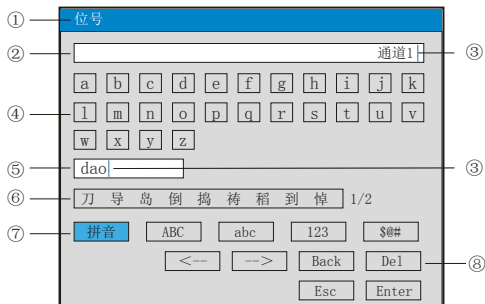 ① 位号
② 通道1 ③
a b c d e f g h i j k
④ l m n o p q r s t u v
w x y z
⑤ dao ③
⑥ 刀 导 岛 倒 捣 祷 稻 到 悼 1/2
⑦ 拼音 ABC abc 123 $@#
<-- --> Back Del ⑧
Esc Enter